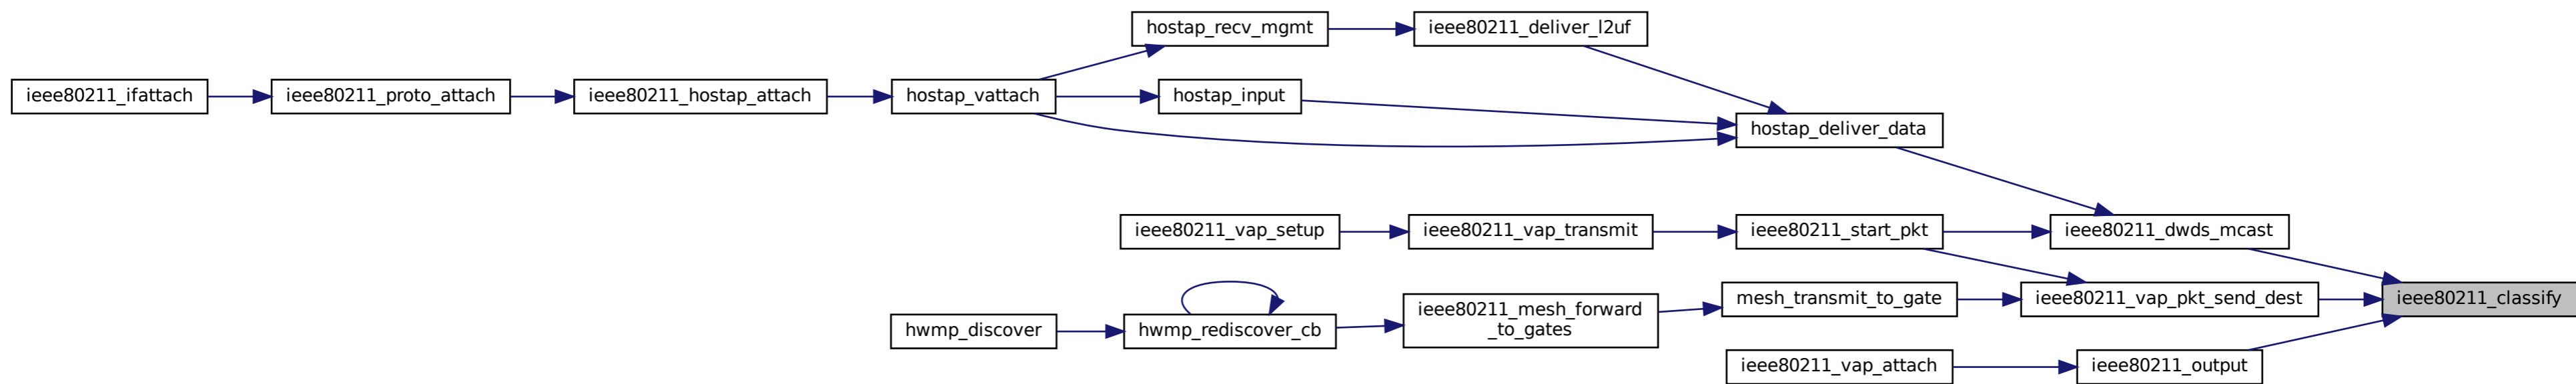 hostap_recv_mgmt
ieee80211_deliver_l2uf
ieee80211_ifattach
ieee80211_proto_attach
ieee80211_hostap_attach
hostap_vattach
hostap_input
hostap_deliver_data
ieee80211_vap_setup
ieee80211_vap_transmit
ieee80211_start_pkt
ieee80211_dwds_mcast
hwmp_discover
hwmp_rediscover_cb
ieee80211_mesh_forward
_to_gates
mesh_transmit_to_gate
ieee80211_vap_pkt_send_dest
ieee80211_classify
ieee80211_vap_attach
ieee80211_output